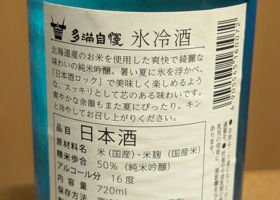 多満自慢 氷冷酒
北海道産のお米を使用した爽快で綺麗な
味わいの純米吟醸。暑い夏に氷を浮かべ、
「日本酒ロック」で美味しく楽しめるよう
な、スッキリとして芯のある味わいです。
爽やかな余韻もまた夏にぴったり。キン
と冷やしてお召し上がりください。
品目 日本酒
原材料名 米(国産)・米麹(国産米)
精米歩合 50%(純米吟醸)
アルコール分 16度
内容量 720ml